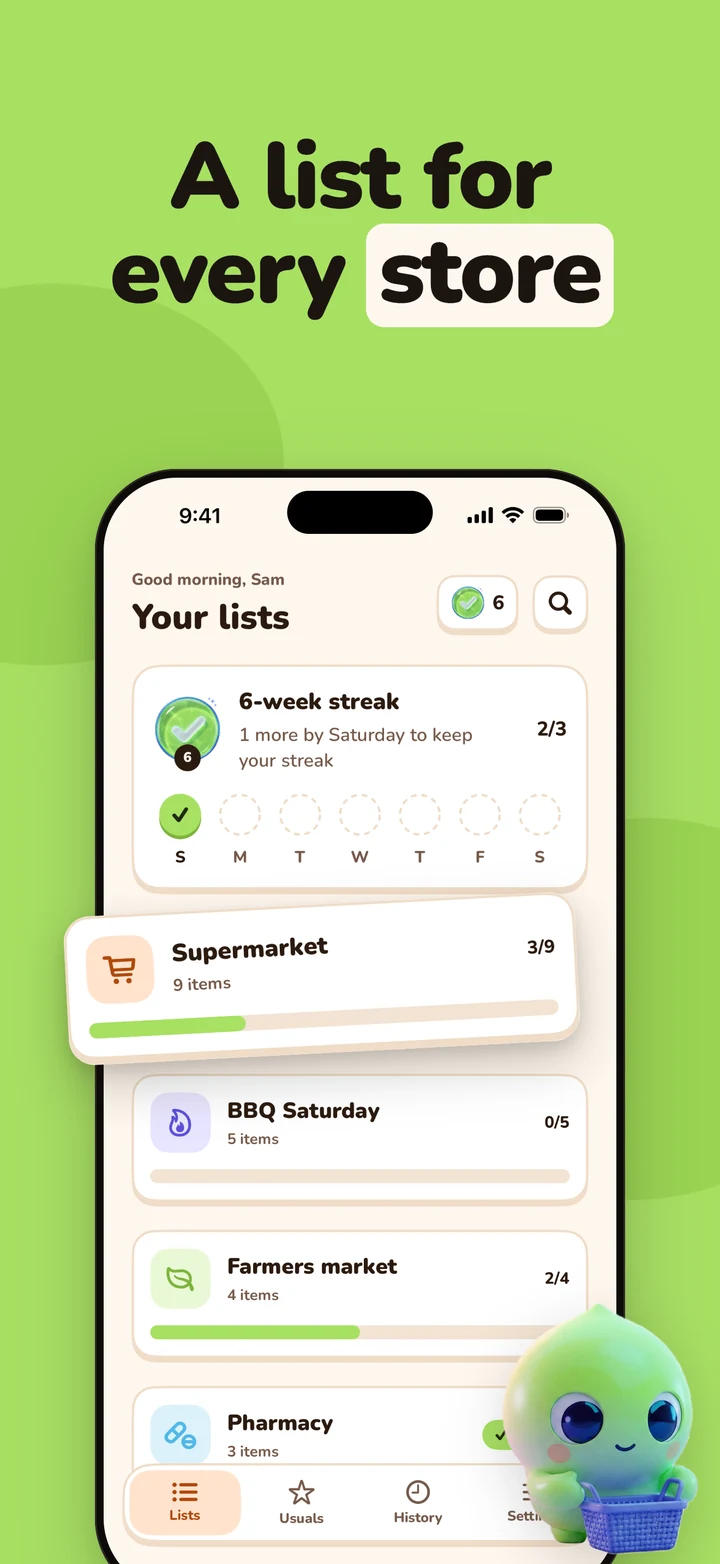 A list for
every store
9:41
Good morning, Sam
Your lists
6
6-week streak
1 more by Saturday to keep
your streak
2/3
6
S M T W T F S
Supermarket
9 items
3/9
BBQ Saturday
5 items
0/5
Farmers market
4 items
2/4
Pharmacy
3 items
Lists
Usuals
History